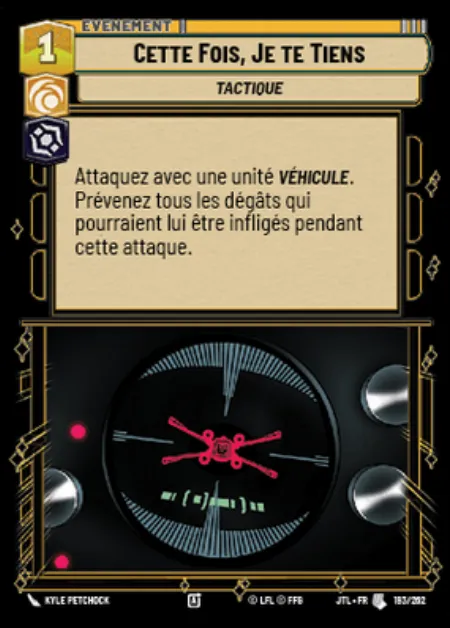 ÉVÉNEMENT
1
CETTE FOIS, JE TE TIENS
TACTIQUE
Attaquez avec une unité VÉHICULE.
Prévenez tous les dégâts qui
pourraient lui être infligés pendant
cette attaque.
KYLE PETCHOCK
© LFL © FFG
JTL • FR
193/262